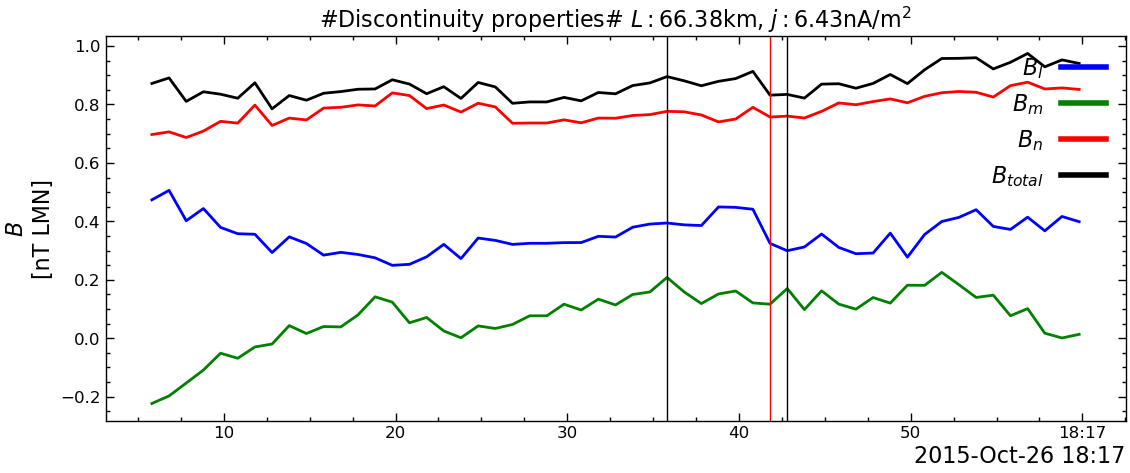 #Discontinuity properties# L : 66.38km, j : 6.43nA/m²
B
[nT LMN]
1.0
0.8
0.6
0.4
0.2
0.0
−0.2
B_l
B_m
B_n
B_total
10 20 30 40 50 18:17
2015-Oct-26 18:17